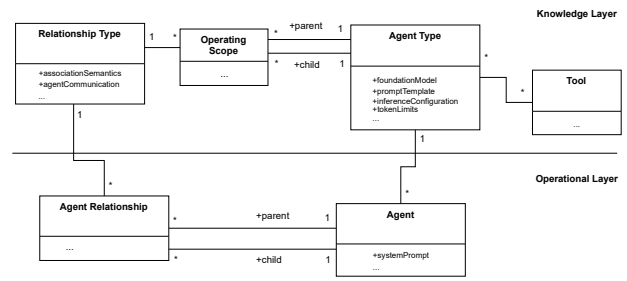 Knowledge Layer
Relationship Type
+associationSemantics
+agentCommunication
...
1
*
Operating
Scope
...
*
+parent
1
*
+child
1
Agent Type
+foundationModel
+promptTemplate
+inferenceConfiguration
+tokenLimits
...
*
*
Tool
...
1
1
Operational Layer
*
*
Agent Relationship
...
*
+parent
1
*
+child
1
Agent
+systemPrompt
...